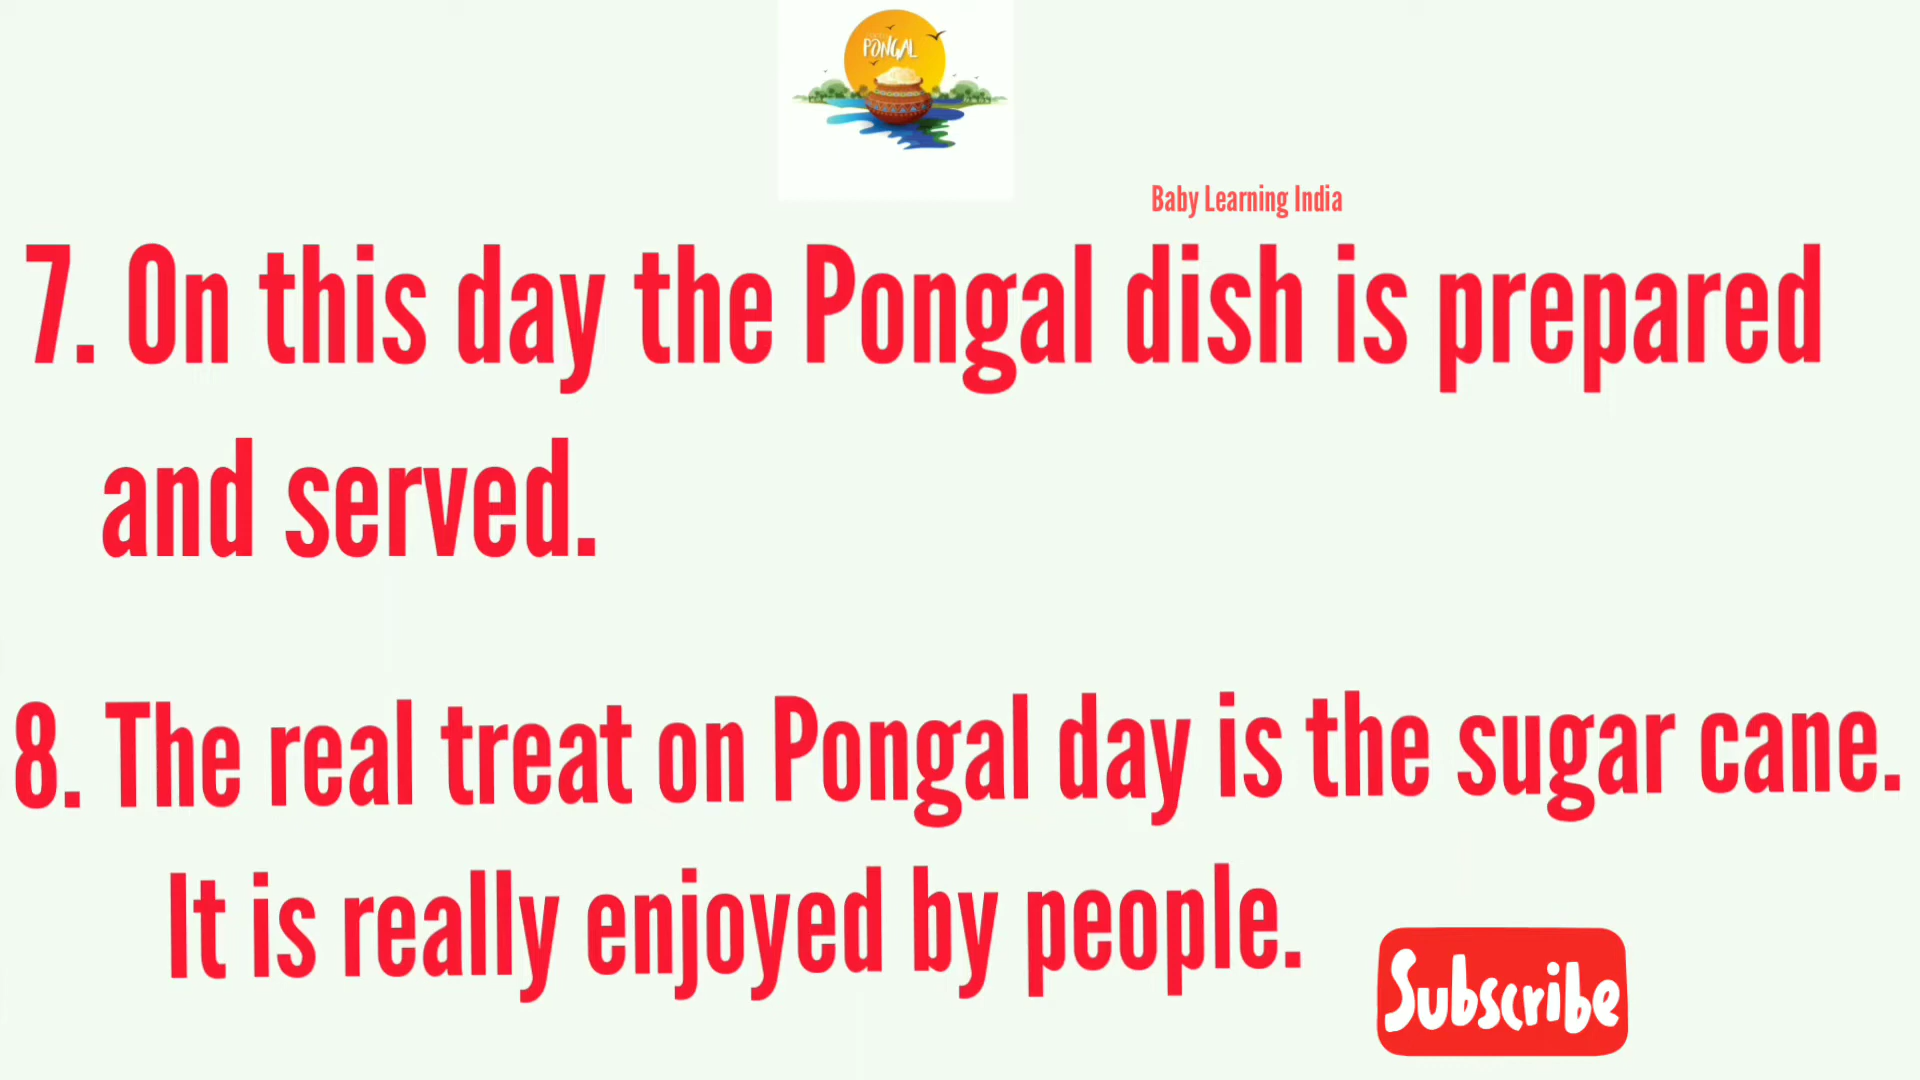 PONGAL
Baby Learning India
7. On this day the Pongal dish is prepared
and served.
8. The real treat on Pongal day is the sugar cane.
It is really enjoyed by people.
Subscribe